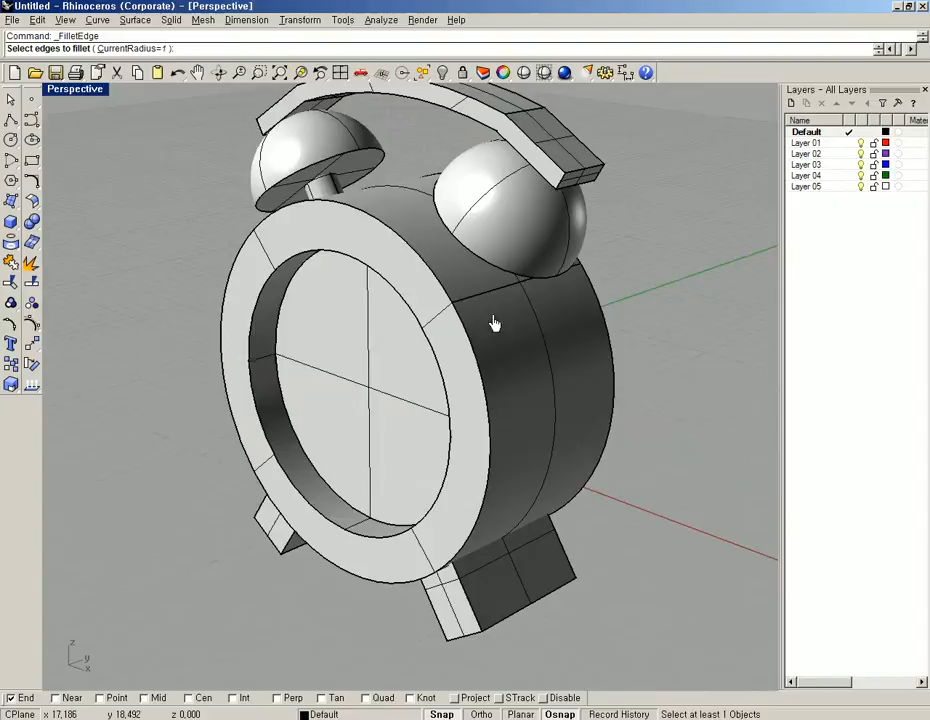 Untitled - Rhinoceros (Corporate) - [Perspective]
File Edit View Curve Surface Solid Mesh Dimension Transform Tools Analyze Render Help
Command: _FilletEdge
Select edges to fillet ( CurrentRadius=1 ):
Perspective
Layers - All Layers
Name Mate
Default
Layer 01
Layer 02
Layer 03
Layer 04
Layer 05
z
y
x
End Near Point Mid Cen Int Perp Tan Quad Knot Project STrack Disable
CPlane x 17,186 y 18,492 z 0,000 Default Snap Ortho Planar Osnap Record History Select at least 1 Objects